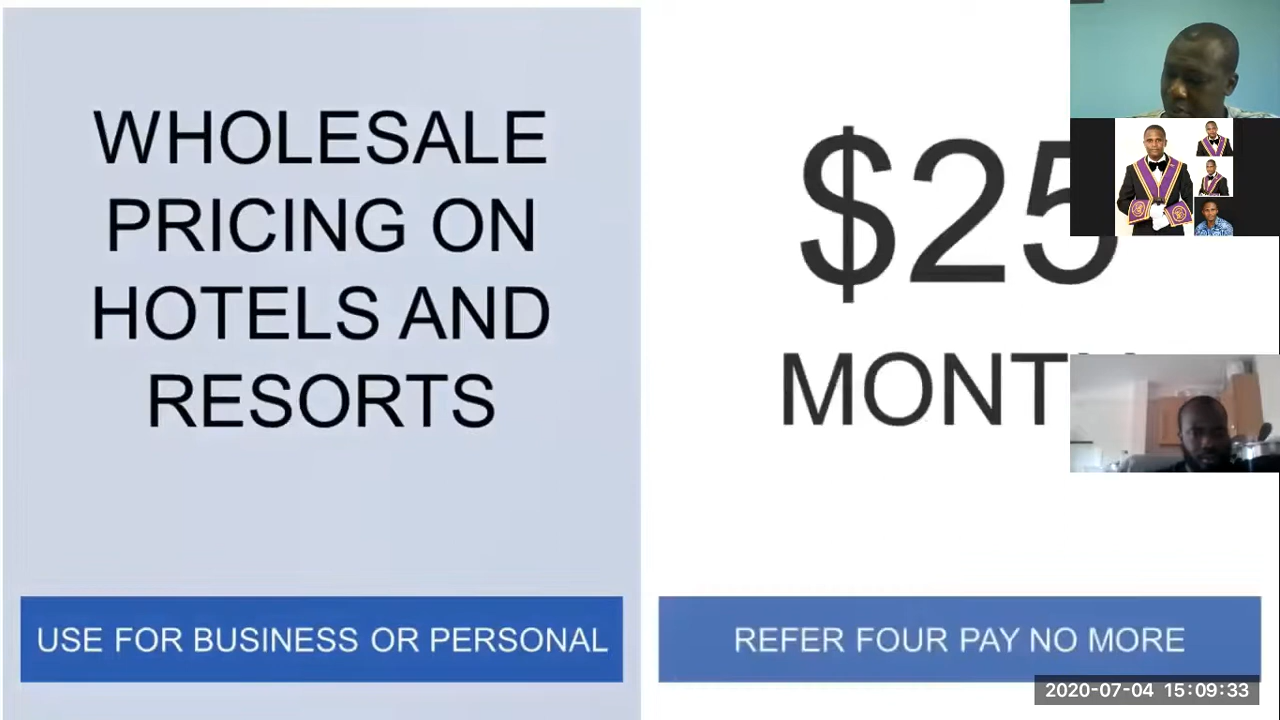 WHOLESALE
PRICING ON
HOTELS AND
RESORTS
USE FOR BUSINESS OR PERSONAL
$25
MONTH
REFER FOUR PAY NO MORE
2020-07-04 15:09:33